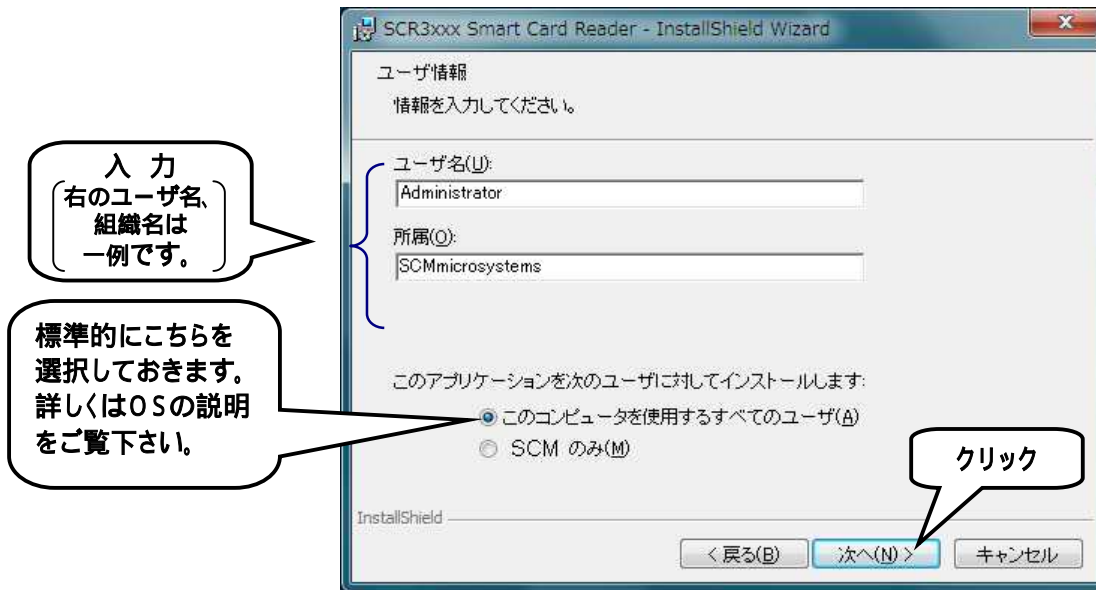 SCR3xxx Smart Card Reader - InstallShield Wizard
ユーザ情報
情報を入力してください。
入 力
右のユーザ名、
組織名は
一例です。
ユーザ名(U):
Administrator
所属(O):
SCMmicrosystems
標準的にこちらを
選択しておきます。
詳しくはOSの説明
をご覧下さい。
このアプリケーションを次のユーザに対してインストールします:
このコンピュータを使用するすべてのユーザ(A)
SCM のみ(M)
クリック
InstallShield
< 戻る(B)
次へ(N) >
キャンセル